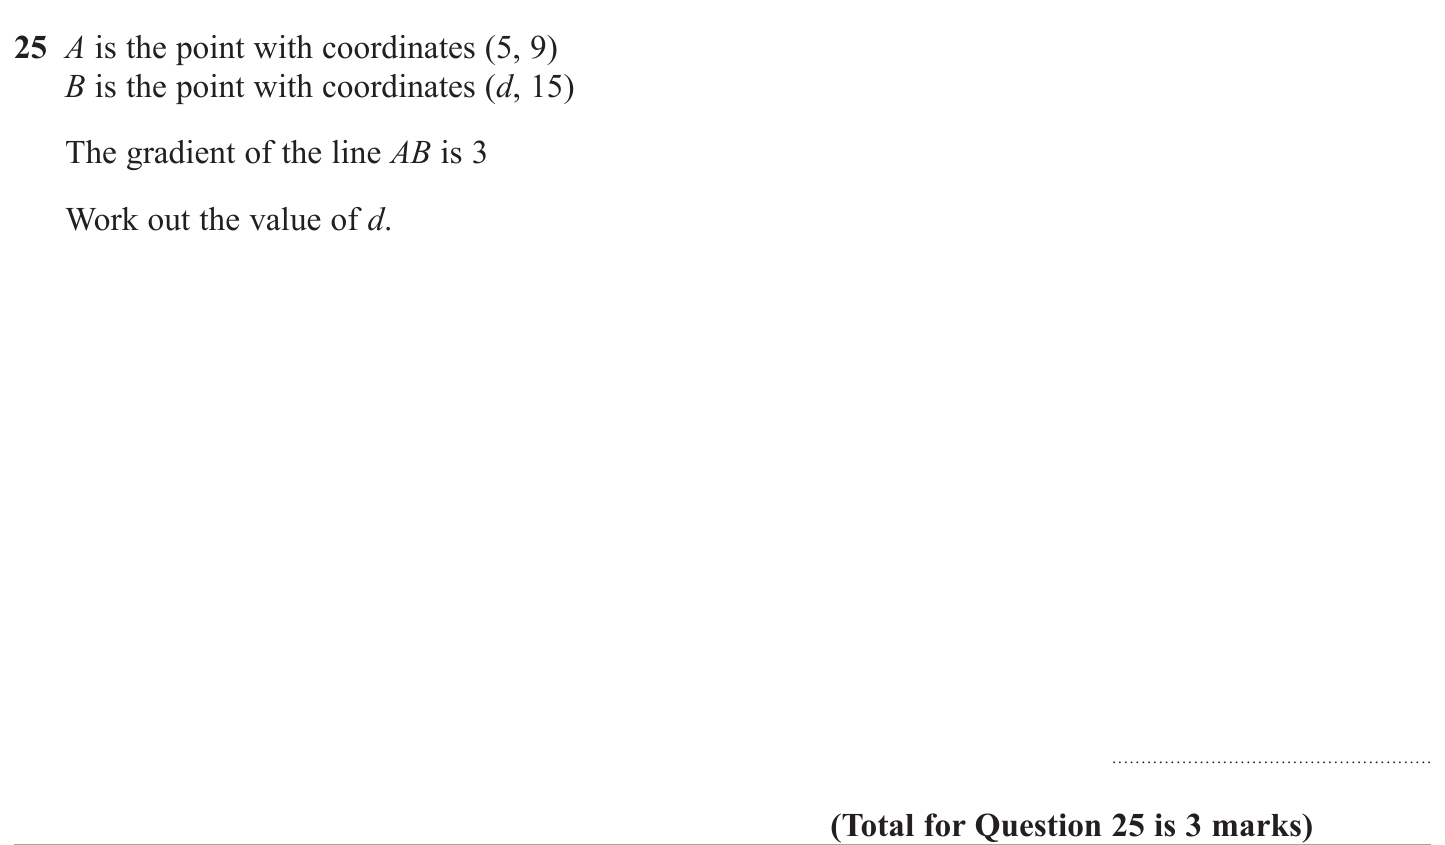 25 A is the point with coordinates (5, 9)
B is the point with coordinates (d, 15)
The gradient of the line AB is 3
Work out the value of d.
(Total for Question 25 is 3 marks)